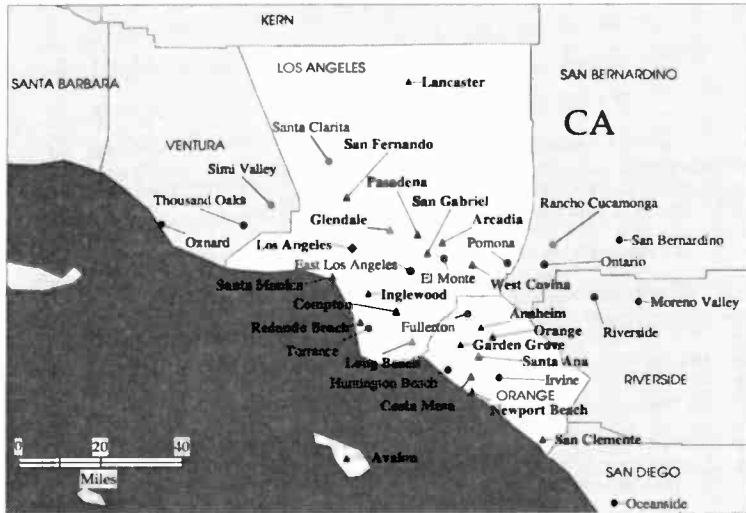 KERN
LOS ANGELES
SANTA BARBARA
SAN BERNARDINO
Lancaster
CA
Santa Clarita
San Fernando
VENTURA
Simi Valley
Pasadena
San Gabriel
Thousand Oaks
Rancho Cucamonga
Glendale
Arcadia
Oxnard
Los Angeles
Pomona
San Bernardino
East Los Angeles
El Monte
Ontario
Santa Monica
West Covina
Inglewood
Moreno Valley
Compton
Anaheim
Redondo Beach
Fullerton
Orange
Riverside
Torrance
Garden Grove
Long Beach
Santa Ana
Huntington Beach
Irvine
RIVERSIDE
Costa Mesa
ORANGE
Newport Beach
San Clemente
0 20 40
Miles
Avalon
SAN DIEGO
Oceanside